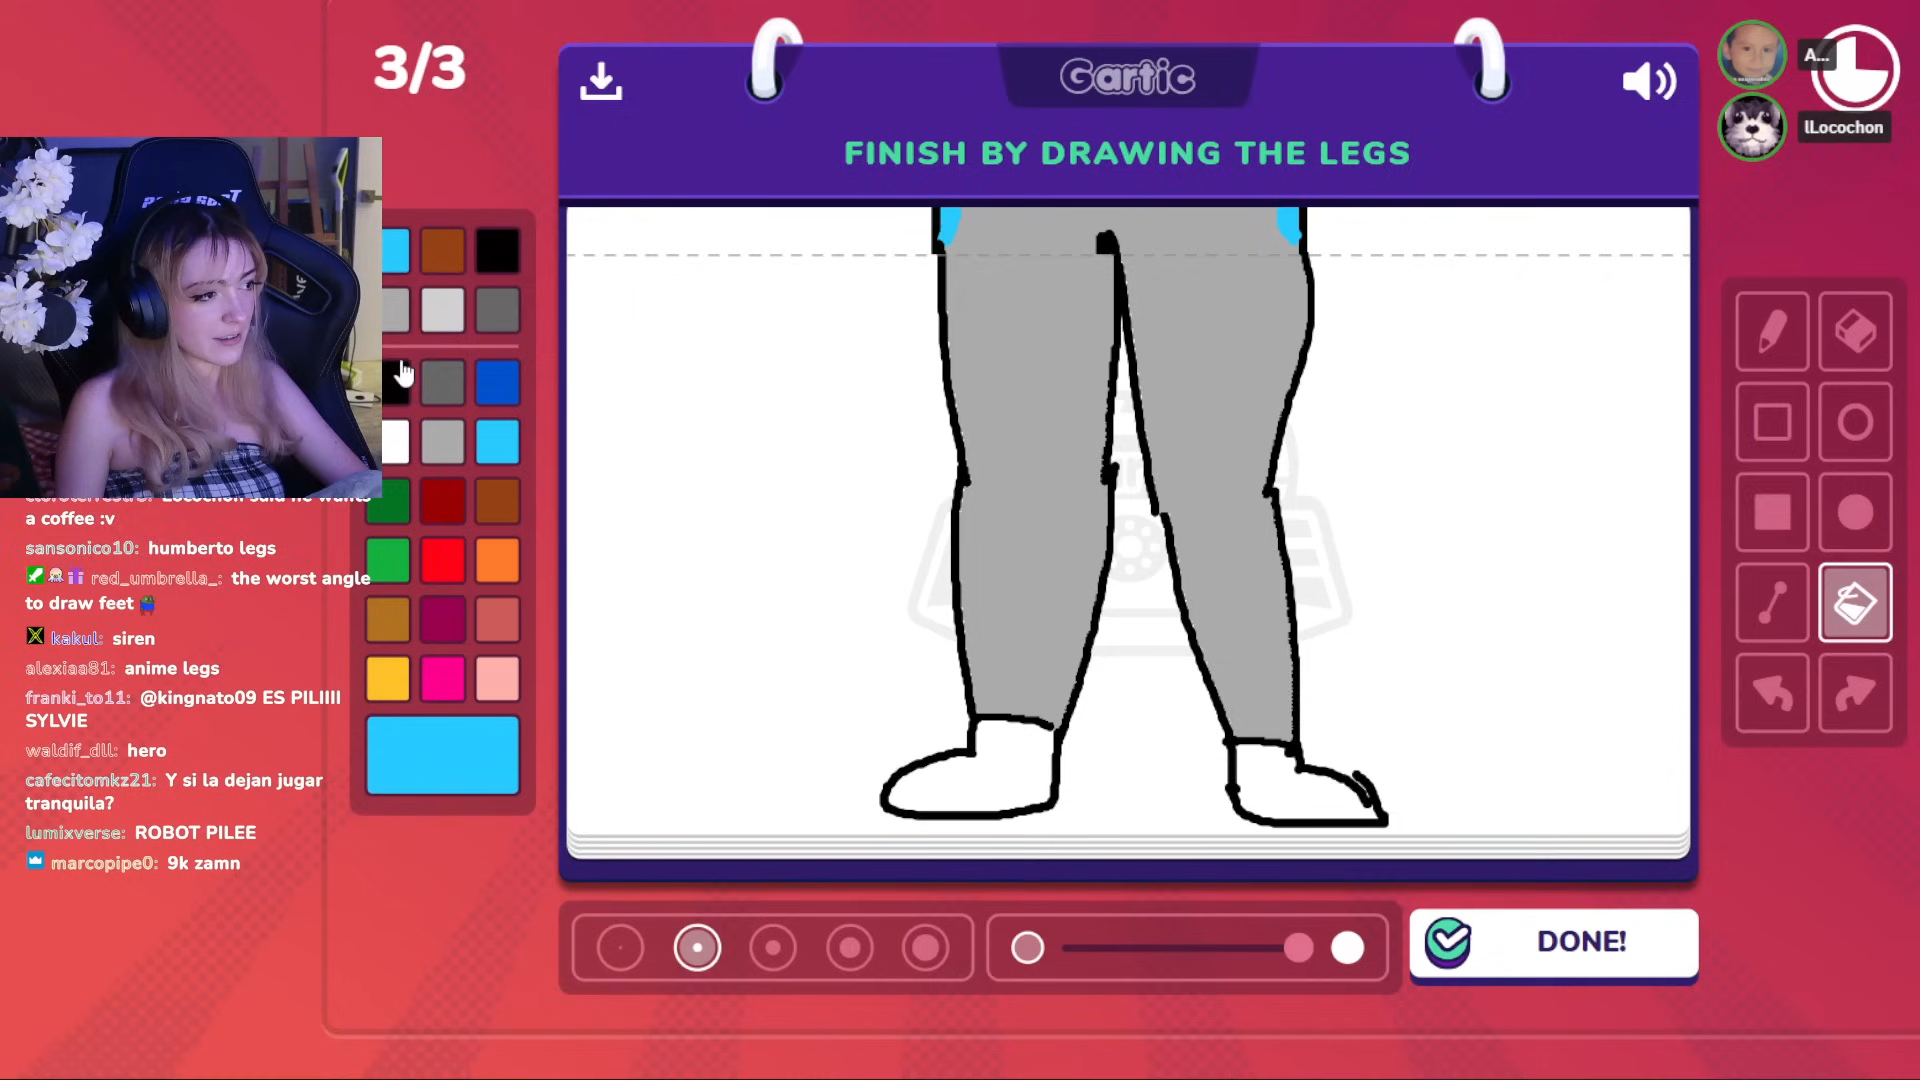 3/3
Gartic
A...
lLocochon
FINISH BY DRAWING THE LEGS
a coffee :v
sansonico10: humberto legs
red_umbrella_: the worst angle
to draw feet
kakul: siren
alexiaa81: anime legs
franki_to11: @kingnato09 ES PILIIII
SYLVIE
waldif_dll: hero
cafecitomkz21: Y si la dejan jugar
tranquila?
lumixverse: ROBOT PILEE
marcopipe0: 9k zamn
DONE!